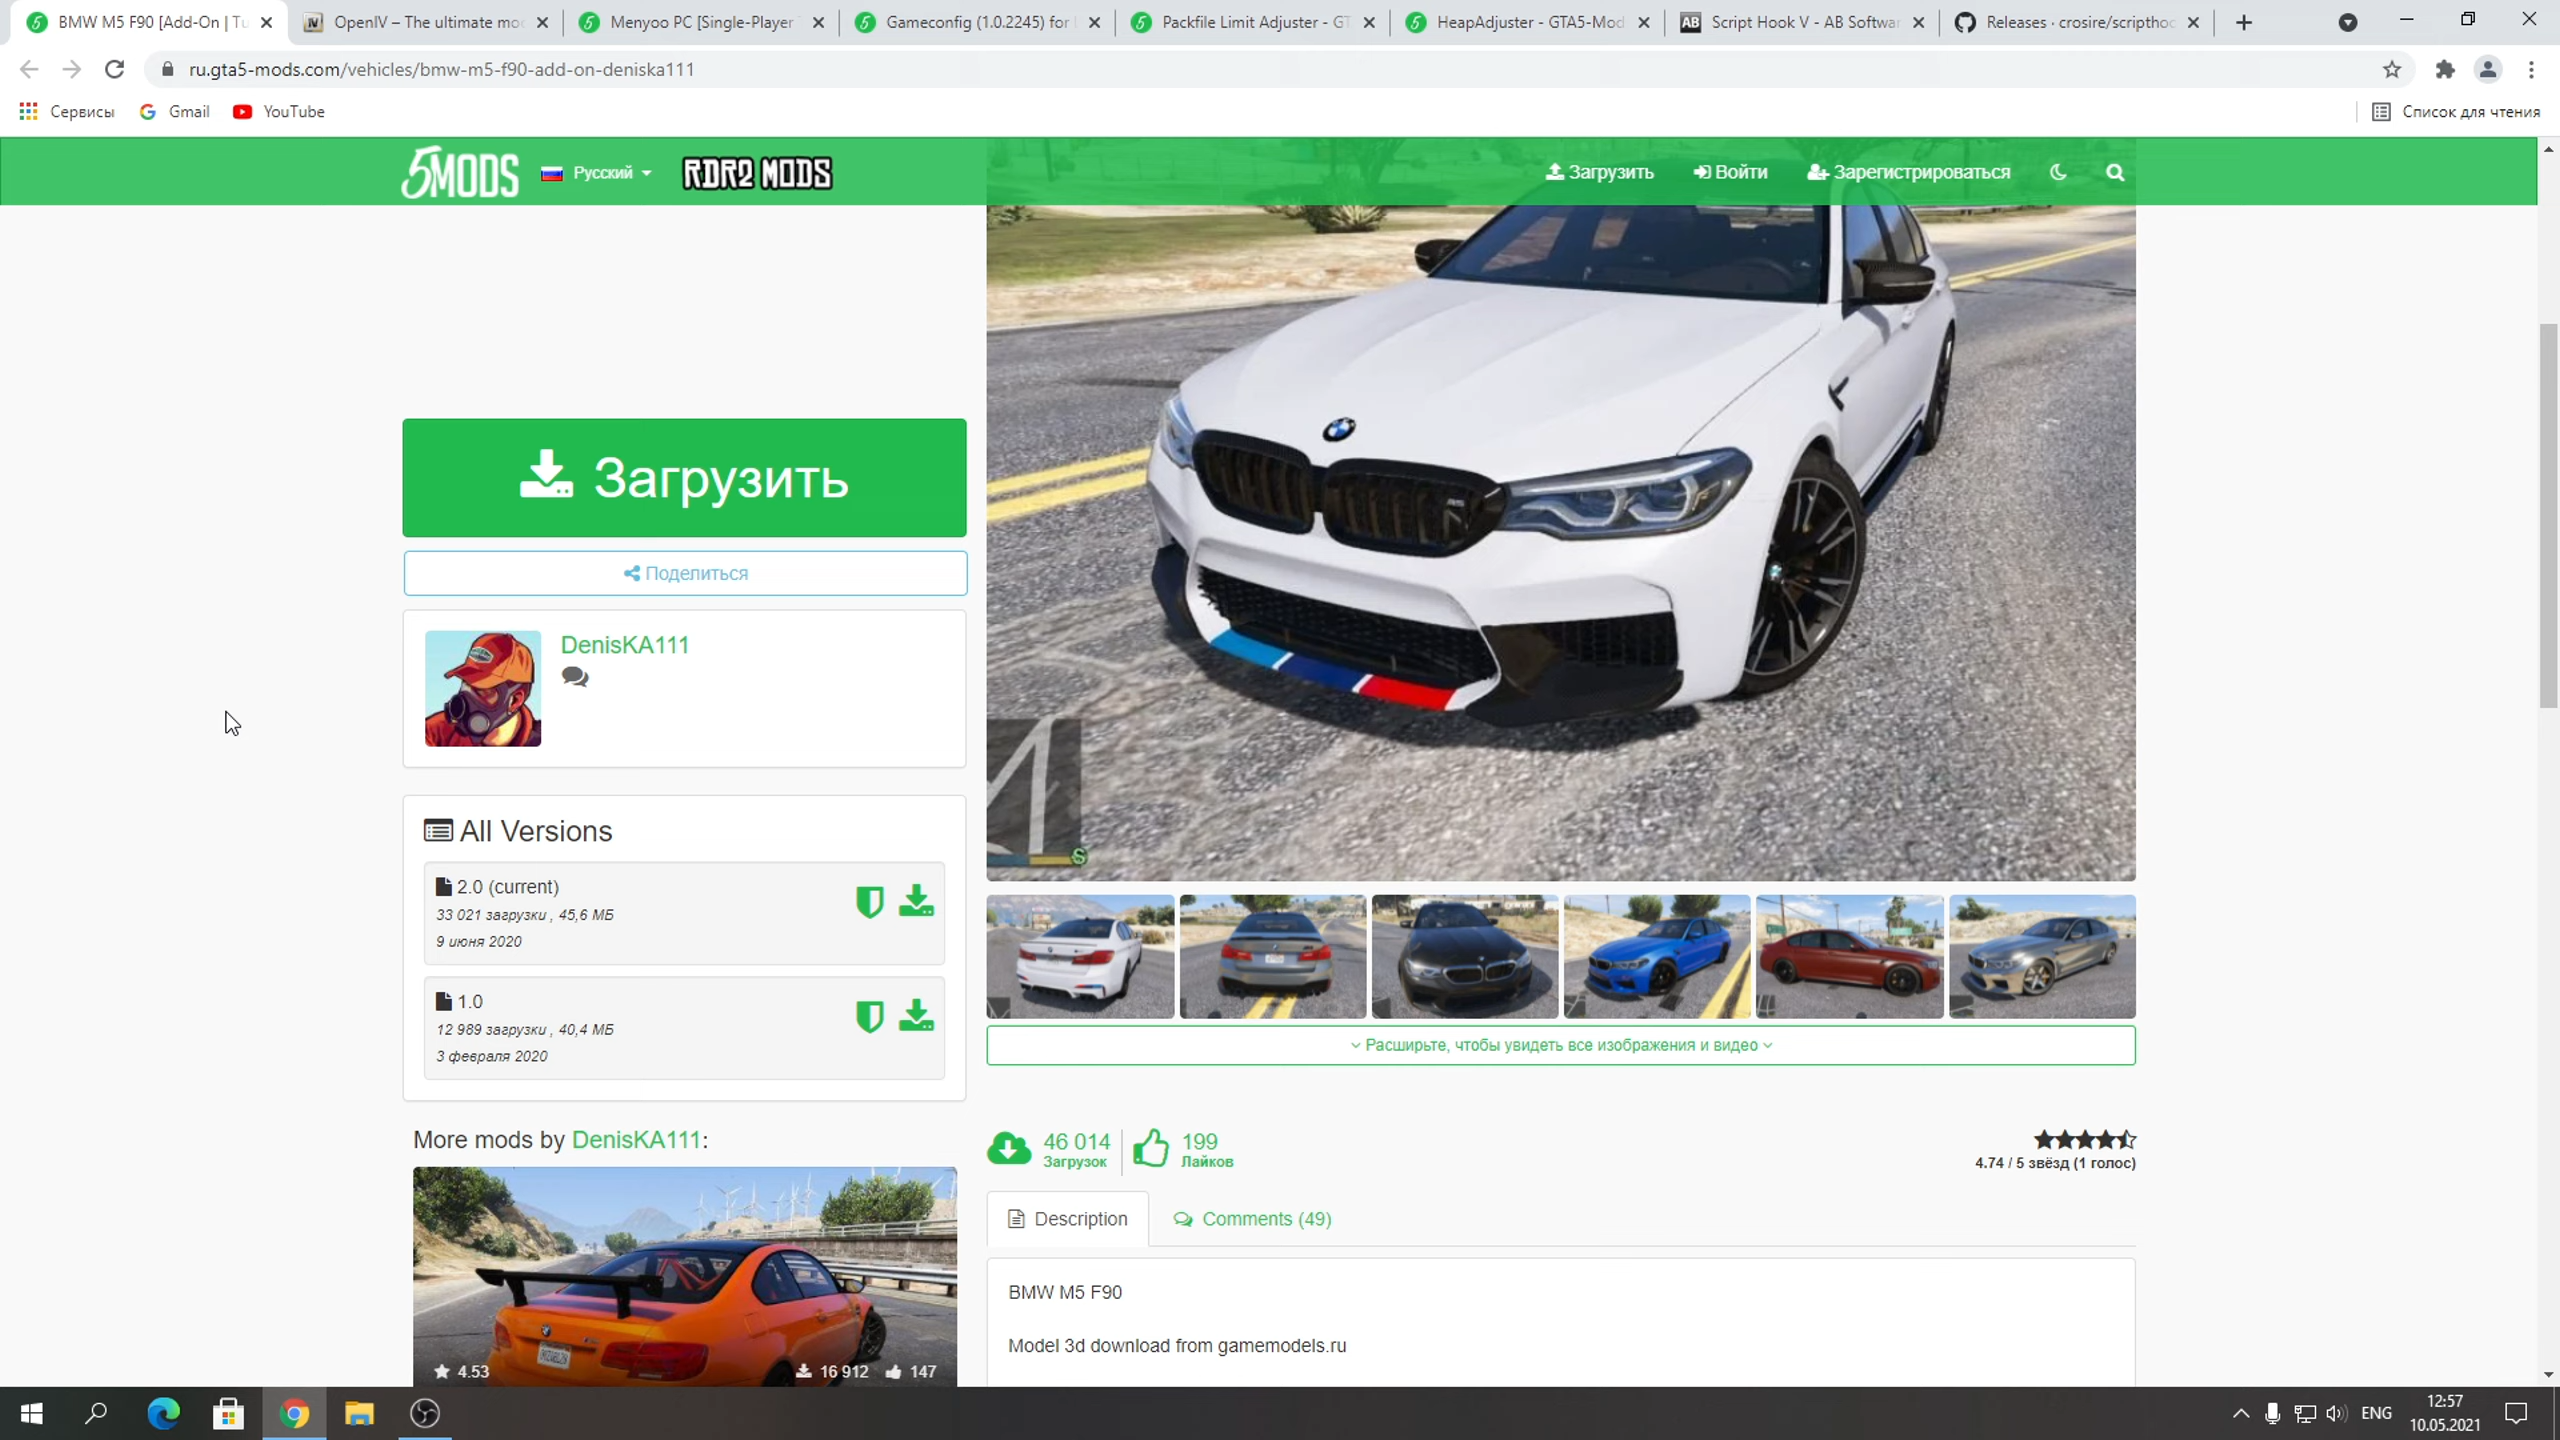 BMW M5 F90 [Add-On | Tu
OpenIV – The ultimate mo
Menyoo PC [Single-Player T
Gameconfig (1.0.2245) for
Packfile Limit Adjuster - GT
HeapAdjuster - GTA5-Mod
AB
Script Hook V - AB Softwar
Releases · crosire/scripthoo
ru.gta5-mods.com/vehicles/bmw-m5-f90-add-on-deniska111
Сервисы
Gmail
YouTube
Список для чтения
5MODS
Русский
RDR2 MODS
Загрузить
Войти
Зарегистрироваться
Загрузить
Поделиться
DenisKA111
All Versions
2.0 (current)
33 021 загрузки , 45,6 МБ
9 июня 2020
1.0
12 989 загрузки , 40,4 МБ
3 февраля 2020
More mods by DenisKA111:
4.53
16 912
147
Расширьте, чтобы увидеть все изображения и видео
46 014
Загрузок
199
Лайков
4.74 / 5 звёзд (1 голос)
Description
Comments (49)
BMW M5 F90
Model 3d download from gamemodels.ru
ENG
12:57
10.05.2021